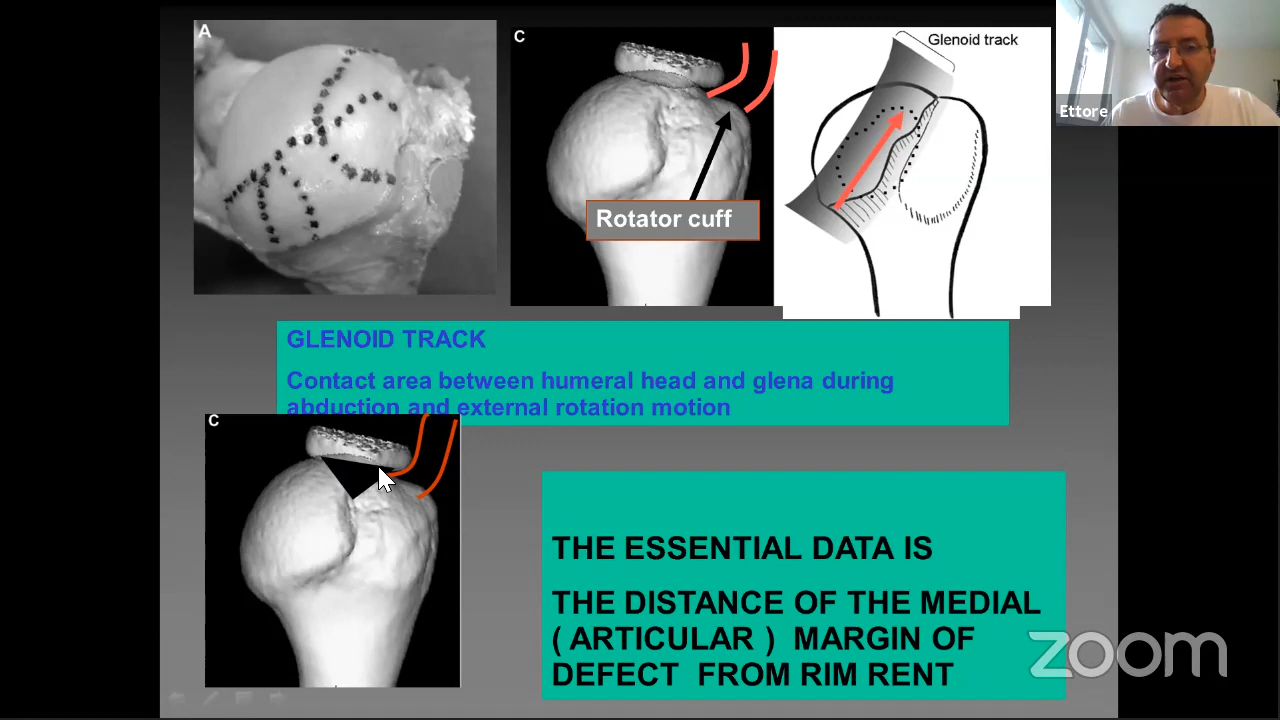 A
C
Glenoid track
Ettore
Rotator cuff
GLENOID TRACK
Contact area between humeral head and glena during
abduction and external rotation motion
C
THE ESSENTIAL DATA IS
THE DISTANCE OF THE MEDIAL
( ARTICULAR ) MARGIN OF
DEFECT FROM RIM RENT
zoom